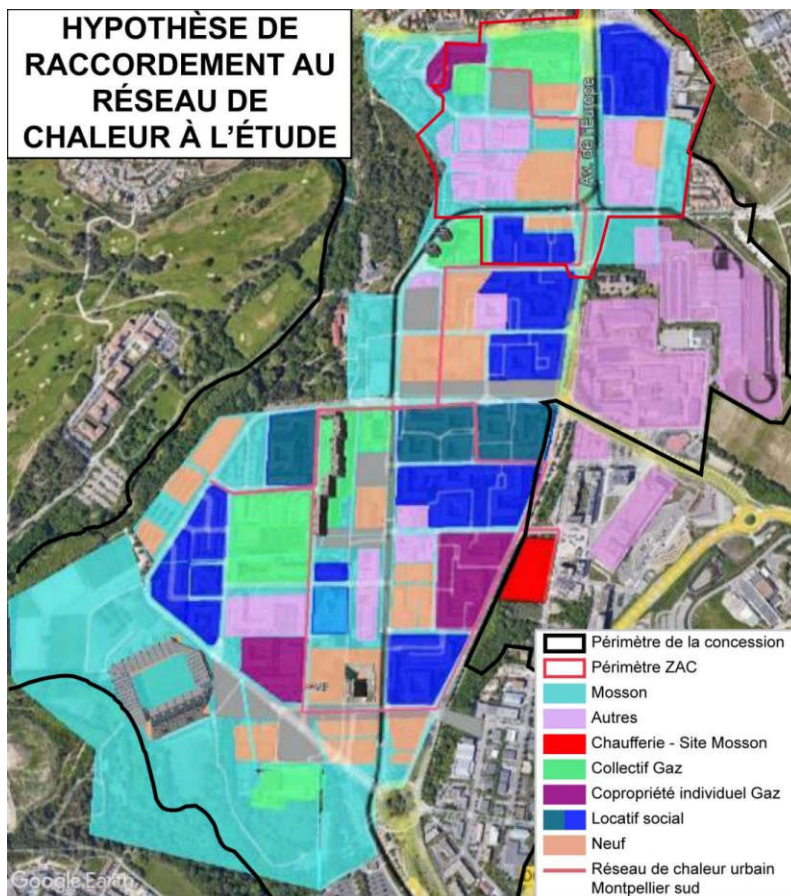 HYPOTHÈSE DE
RACCORDEMENT AU
RÉSEAU DE
CHALEUR À L'ÉTUDE
Av. de l'Europe
Périmètre de la concession
Périmètre ZAC
Mosson
Autres
Chaufferie - Site Mosson
Collectif Gaz
Copropriété individuel Gaz
Locatif social
Neuf
Réseau de chaleur urbain
Montpellier sud
Google Earth